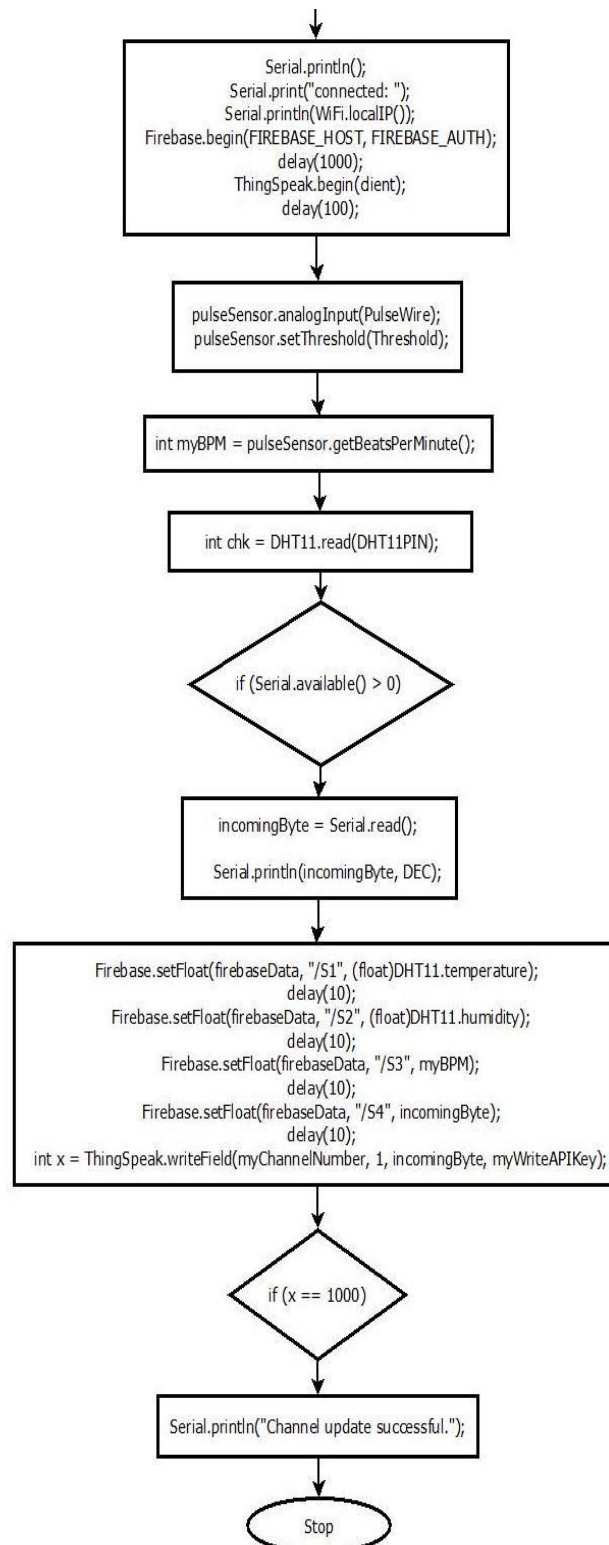 Serial.println();
Serial.print("connected: ");
Serial.println(WiFi.localIP());
Firebase.begin(FIREBASE_HOST, FIREBASE_AUTH);
delay(1000);
ThingSpeak.begin(client);
delay(100);
pulseSensor.analogInput(PulseWire);
pulseSensor.setThreshold(Threshold);
int myBPM = pulseSensor.getBeatsPerMinute();
int chk = DHT11.read(DHT11PIN);
if (Serial.available() > 0)
incomingByte = Serial.read();
Serial.println(incomingByte, DEC);
Firebase.setFloat(firebaseData, "/S1", (float)DHT11.temperature);
delay(10);
Firebase.setFloat(firebaseData, "/S2", (float)DHT11.humidity);
delay(10);
Firebase.setFloat(firebaseData, "/S3", myBPM);
delay(10);
Firebase.setFloat(firebaseData, "/S4", incomingByte);
delay(10);
int x = ThingSpeak.writeField(myChannelNumber, 1, incomingByte, myWriteAPIKey);
if (x == 1000)
Serial.println("Channel update successful.");
Stop